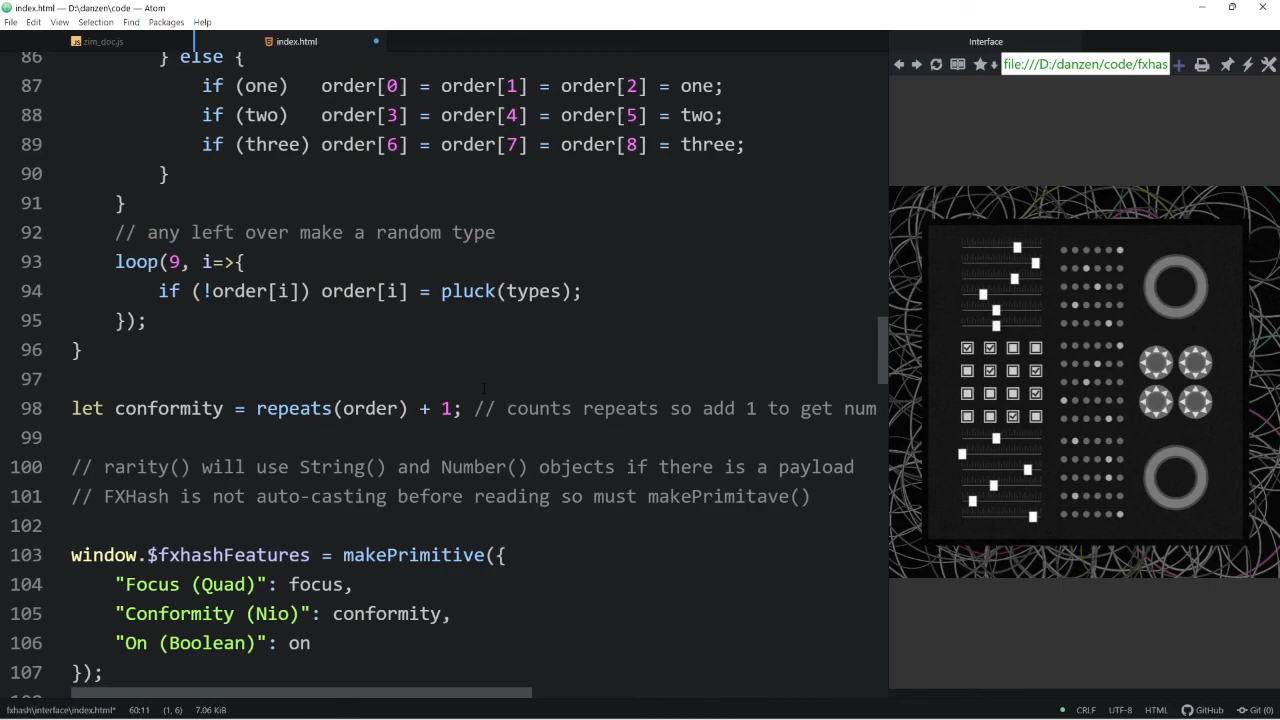 index.html — D:\danzen\code — Atom
File Edit View Selection Find Packages Help
zim_doc.js index.html Interface
file:///D:/danzen/code/fxhas
86 } else {
87 if (one) order[0] = order[1] = order[2] = one;
88 if (two) order[3] = order[4] = order[5] = two;
89 if (three) order[6] = order[7] = order[8] = three;
90 }
91 }
92 // any left over make a random type
93 loop(9, i=>{
94 if (!order[i]) order[i] = pluck(types);
95 });
96 }
97
98 let conformity = repeats(order) + 1; // counts repeats so add 1 to get num
99
100 // rarity() will use String() and Number() objects if there is a payload
101 // FXHash is not auto-casting before reading so must makePrimitave()
102
103 window.$fxhashFeatures = makePrimitive({
104 "Focus (Quad)": focus,
105 "Conformity (Nio)": conformity,
106 "On (Boolean)": on
107 });
fxhash\interface\index.html* 60:11 (1, 6) 7.06 KiB CRLF UTF-8 HTML GitHub Git (0)